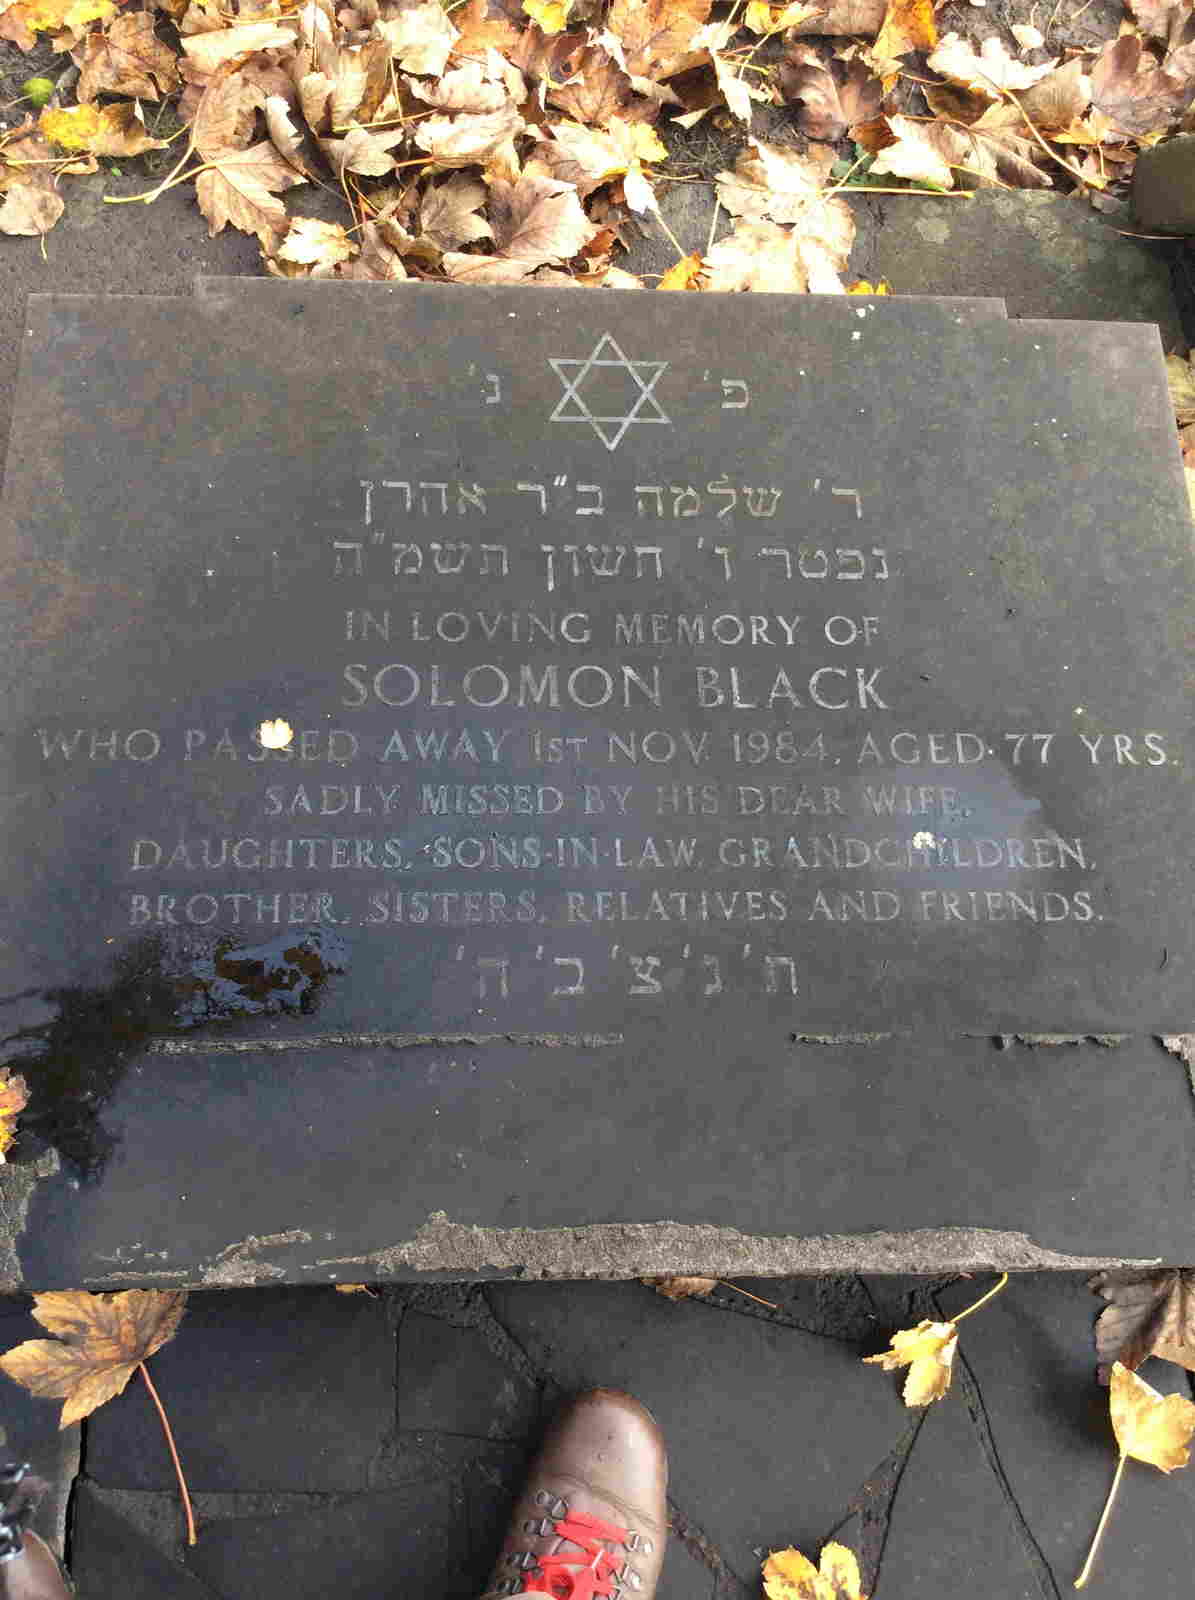 פ' נ'
ר' שלמה ב"ר אהרן
נפטר ו' חשון תשמ"ה
IN LOVING MEMORY OF
SOLOMON BLACK
WHO PASSED AWAY 1ST NOV. 1984, AGED 77 YRS.
SADLY MISSED BY HIS DEAR WIFE,
DAUGHTERS, SONS-IN-LAW, GRANDCHILDREN,
BROTHER, SISTERS, RELATIVES AND FRIENDS.
ת' נ' צ' ב' ה'